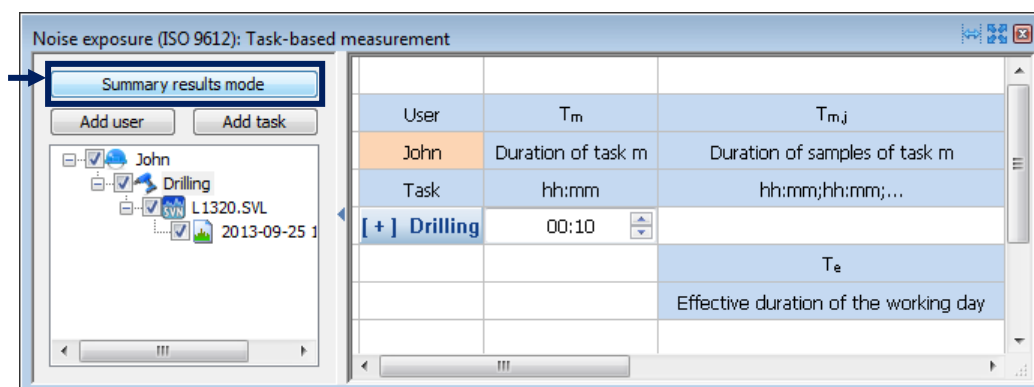 Noise exposure (ISO 9612): Task-based measurement
Summary results mode
Add user Add task
John
Drilling
SVN L1320.SVL
2013-09-25 1
User Tm Tm,j
John Duration of task m Duration of samples of task m
Task hh:mm hh:mm;hh:mm;...
[ + ] Drilling 00:10
Te
Effective duration of the working day